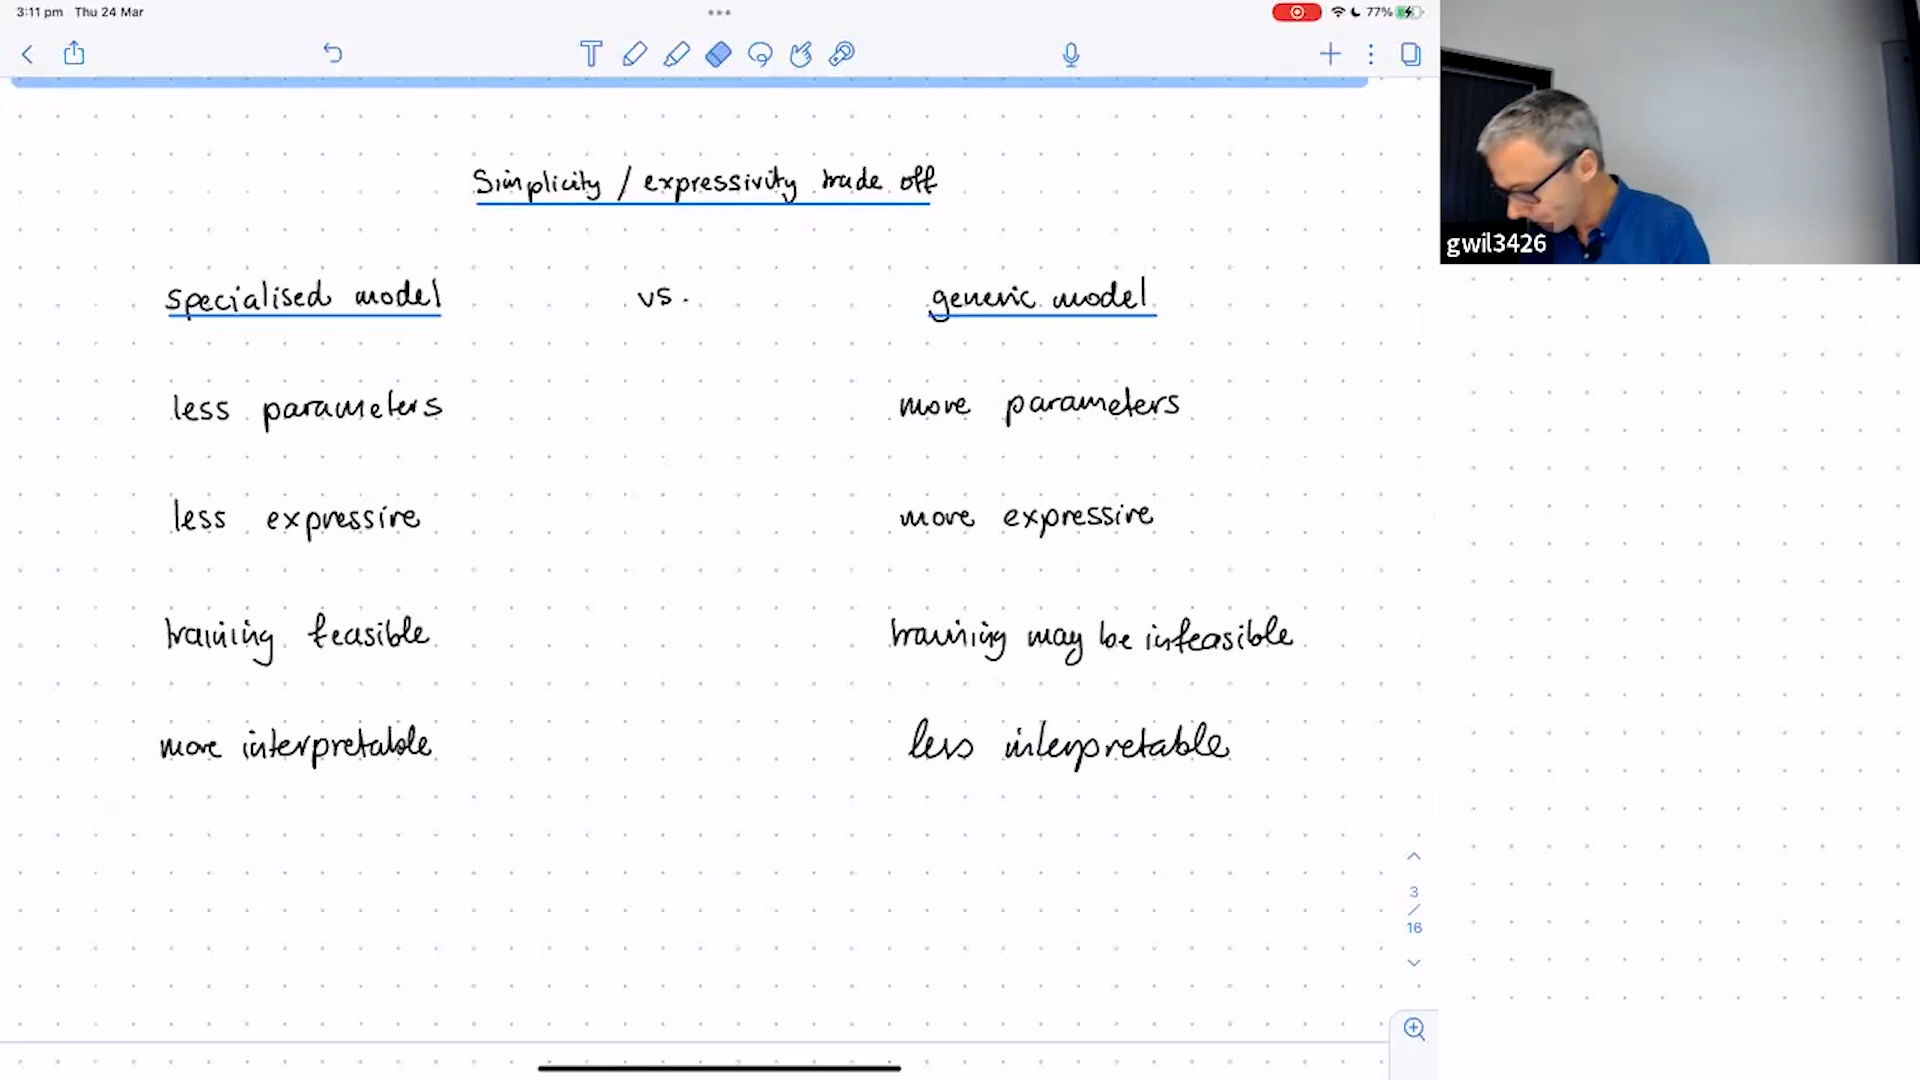 3:11 pm Thu 24 Mar
77%
Simplicity / expressivity trade off
specialised model vs. generic model
less parameters more parameters
less expressive more expressive
training feasible training may be infeasible
more interpretable less interpretable
gwil3426
3
/
16